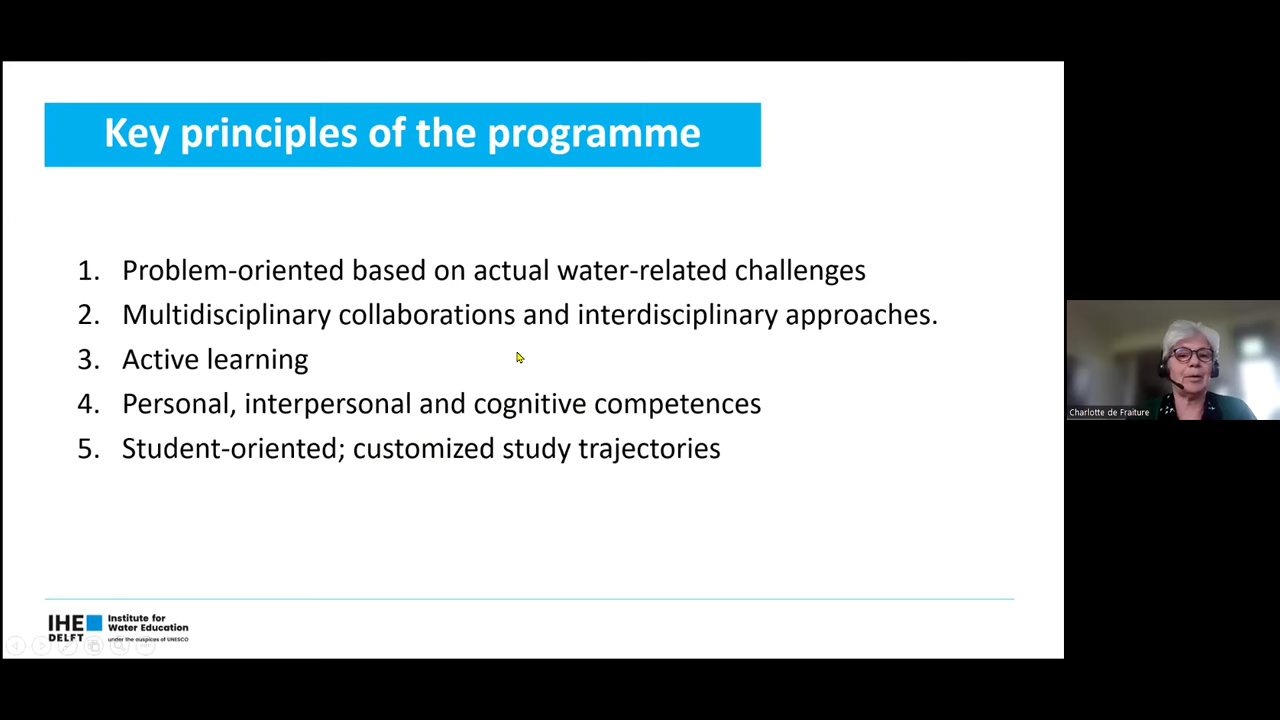 Key principles of the programme
1. Problem-oriented based on actual water-related challenges
2. Multidisciplinary collaborations and interdisciplinary approaches.
3. Active learning
4. Personal, interpersonal and cognitive competences
5. Student-oriented; customized study trajectories
Charlotte de Fraiture
IHE DELFT
Institute for
Water Education
under the auspices of UNESCO